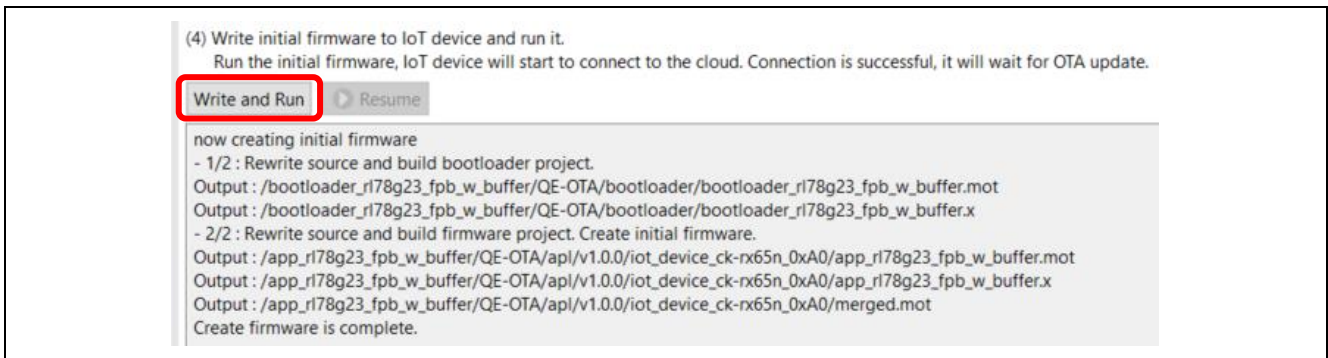 (4) Write initial firmware to IoT device and run it.
Run the initial firmware, IoT device will start to connect to the cloud. Connection is successful, it will wait for OTA update.
Write and Run Resume
now creating initial firmware
- 1/2 : Rewrite source and build bootloader project.
Output : /bootloader_rl78g23_fpb_w_buffer/QE-OTA/bootloader/bootloader_rl78g23_fpb_w_buffer.mot
Output : /bootloader_rl78g23_fpb_w_buffer/QE-OTA/bootloader/bootloader_rl78g23_fpb_w_buffer.x
- 2/2 : Rewrite source and build firmware project. Create initial firmware.
Output : /app_rl78g23_fpb_w_buffer/QE-OTA/apl/v1.0.0/iot_device_ck-rx65n_0xA0/app_rl78g23_fpb_w_buffer.mot
Output : /app_rl78g23_fpb_w_buffer/QE-OTA/apl/v1.0.0/iot_device_ck-rx65n_0xA0/app_rl78g23_fpb_w_buffer.x
Output : /app_rl78g23_fpb_w_buffer/QE-OTA/apl/v1.0.0/iot_device_ck-rx65n_0xA0/merged.mot
Create firmware is complete.